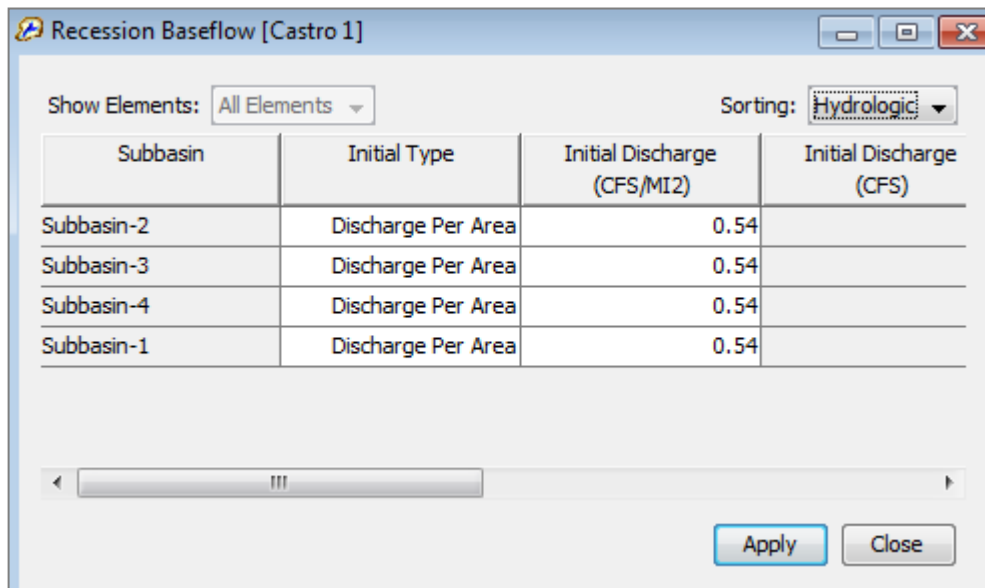 Recession Baseflow [Castro 1]
Show Elements: All Elements Sorting: Hydrologic
Subbasin Initial Type Initial Discharge (CFS/MI2) Initial Discharge (CFS)
Subbasin-2 Discharge Per Area 0.54
Subbasin-3 Discharge Per Area 0.54
Subbasin-4 Discharge Per Area 0.54
Subbasin-1 Discharge Per Area 0.54
Apply Close